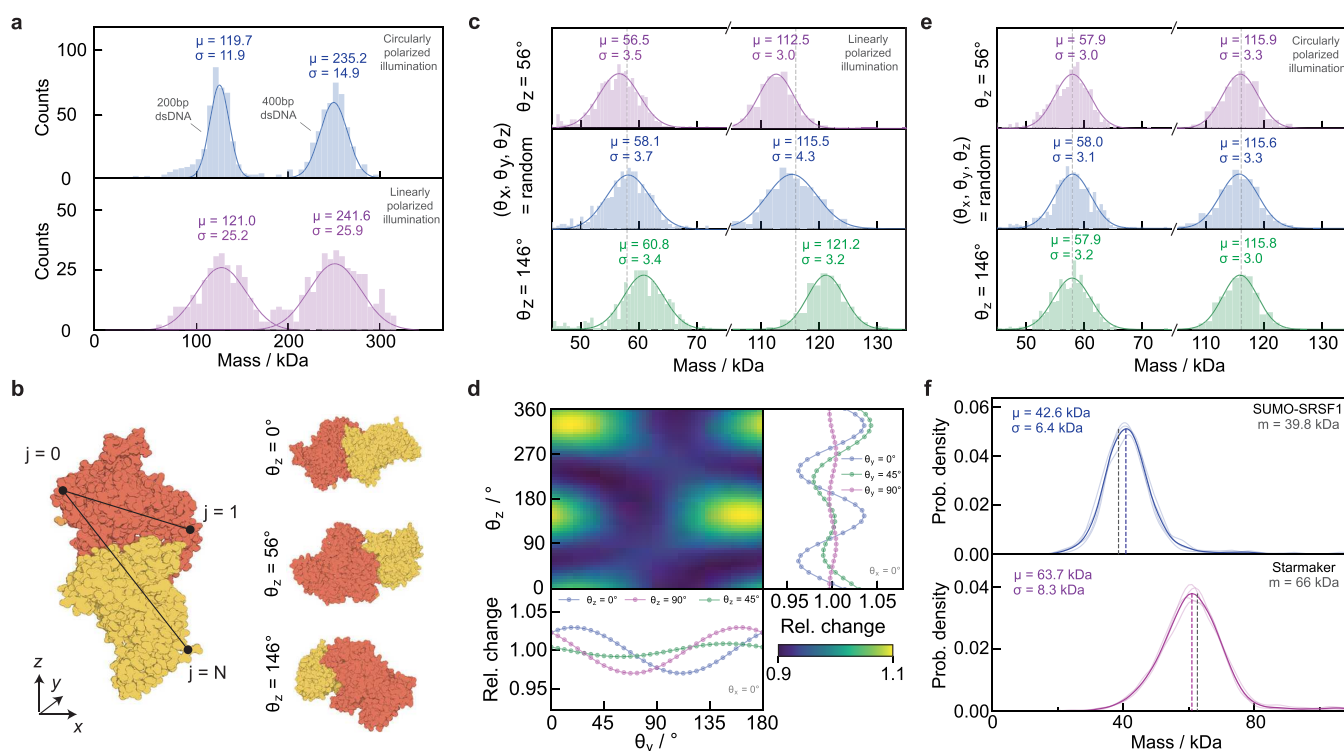 a
Counts
100
50
0
μ = 119.7
σ = 11.9
μ = 235.2
σ = 14.9
Circularly
polarized
illumination
200bp
dsDNA
400bp
dsDNA
Counts
50
25
0
μ = 121.0
σ = 25.2
μ = 241.6
σ = 25.9
Linearly
polarized
illumination
0 100 200 300
Mass / kDa
b
j = 0
j = 1
j = N
z
y
x
θz = 0°
θz = 56°
θz = 146°
c
θz = 56°
μ = 56.5
σ = 3.5
μ = 112.5
σ = 3.0
Linearly
polarized
illumination
(θx, θy, θz)
= random
μ = 58.1
σ = 3.7
μ = 115.5
σ = 4.3
θz = 146°
μ = 60.8
σ = 3.4
μ = 121.2
σ = 3.2
50 60 70 110 120 130
Mass / kDa
d
θz / °
360
270
180
90
0
θy = 0°
θy = 45°
θy = 90°
θx = 0°
0.95 1.00 1.05
Rel. change
0.9 1.1
Rel. change
1.05
1.00
0.95
θz = 0° θz = 90° θz = 45°
θx = 0°
0 45 90 135 180
θy / °
e
θz = 56°
μ = 57.9
σ = 3.0
μ = 115.9
σ = 3.3
Circularly
polarized
illumination
(θx, θy, θz)
= random
μ = 58.0
σ = 3.1
μ = 115.6
σ = 3.3
θz = 146°
μ = 57.9
σ = 3.2
μ = 115.8
σ = 3.0
50 60 70 110 120 130
Mass / kDa
f
Prob. density
0.06
0.04
0.02
0.00
μ = 42.6 kDa
σ = 6.4 kDa
SUMO-SRSF1
m = 39.8 kDa
Prob. density
0.04
0.02
0.00
μ = 63.7 kDa
σ = 8.3 kDa
Starmaker
m = 66 kDa
0 40 80
Mass / kDa